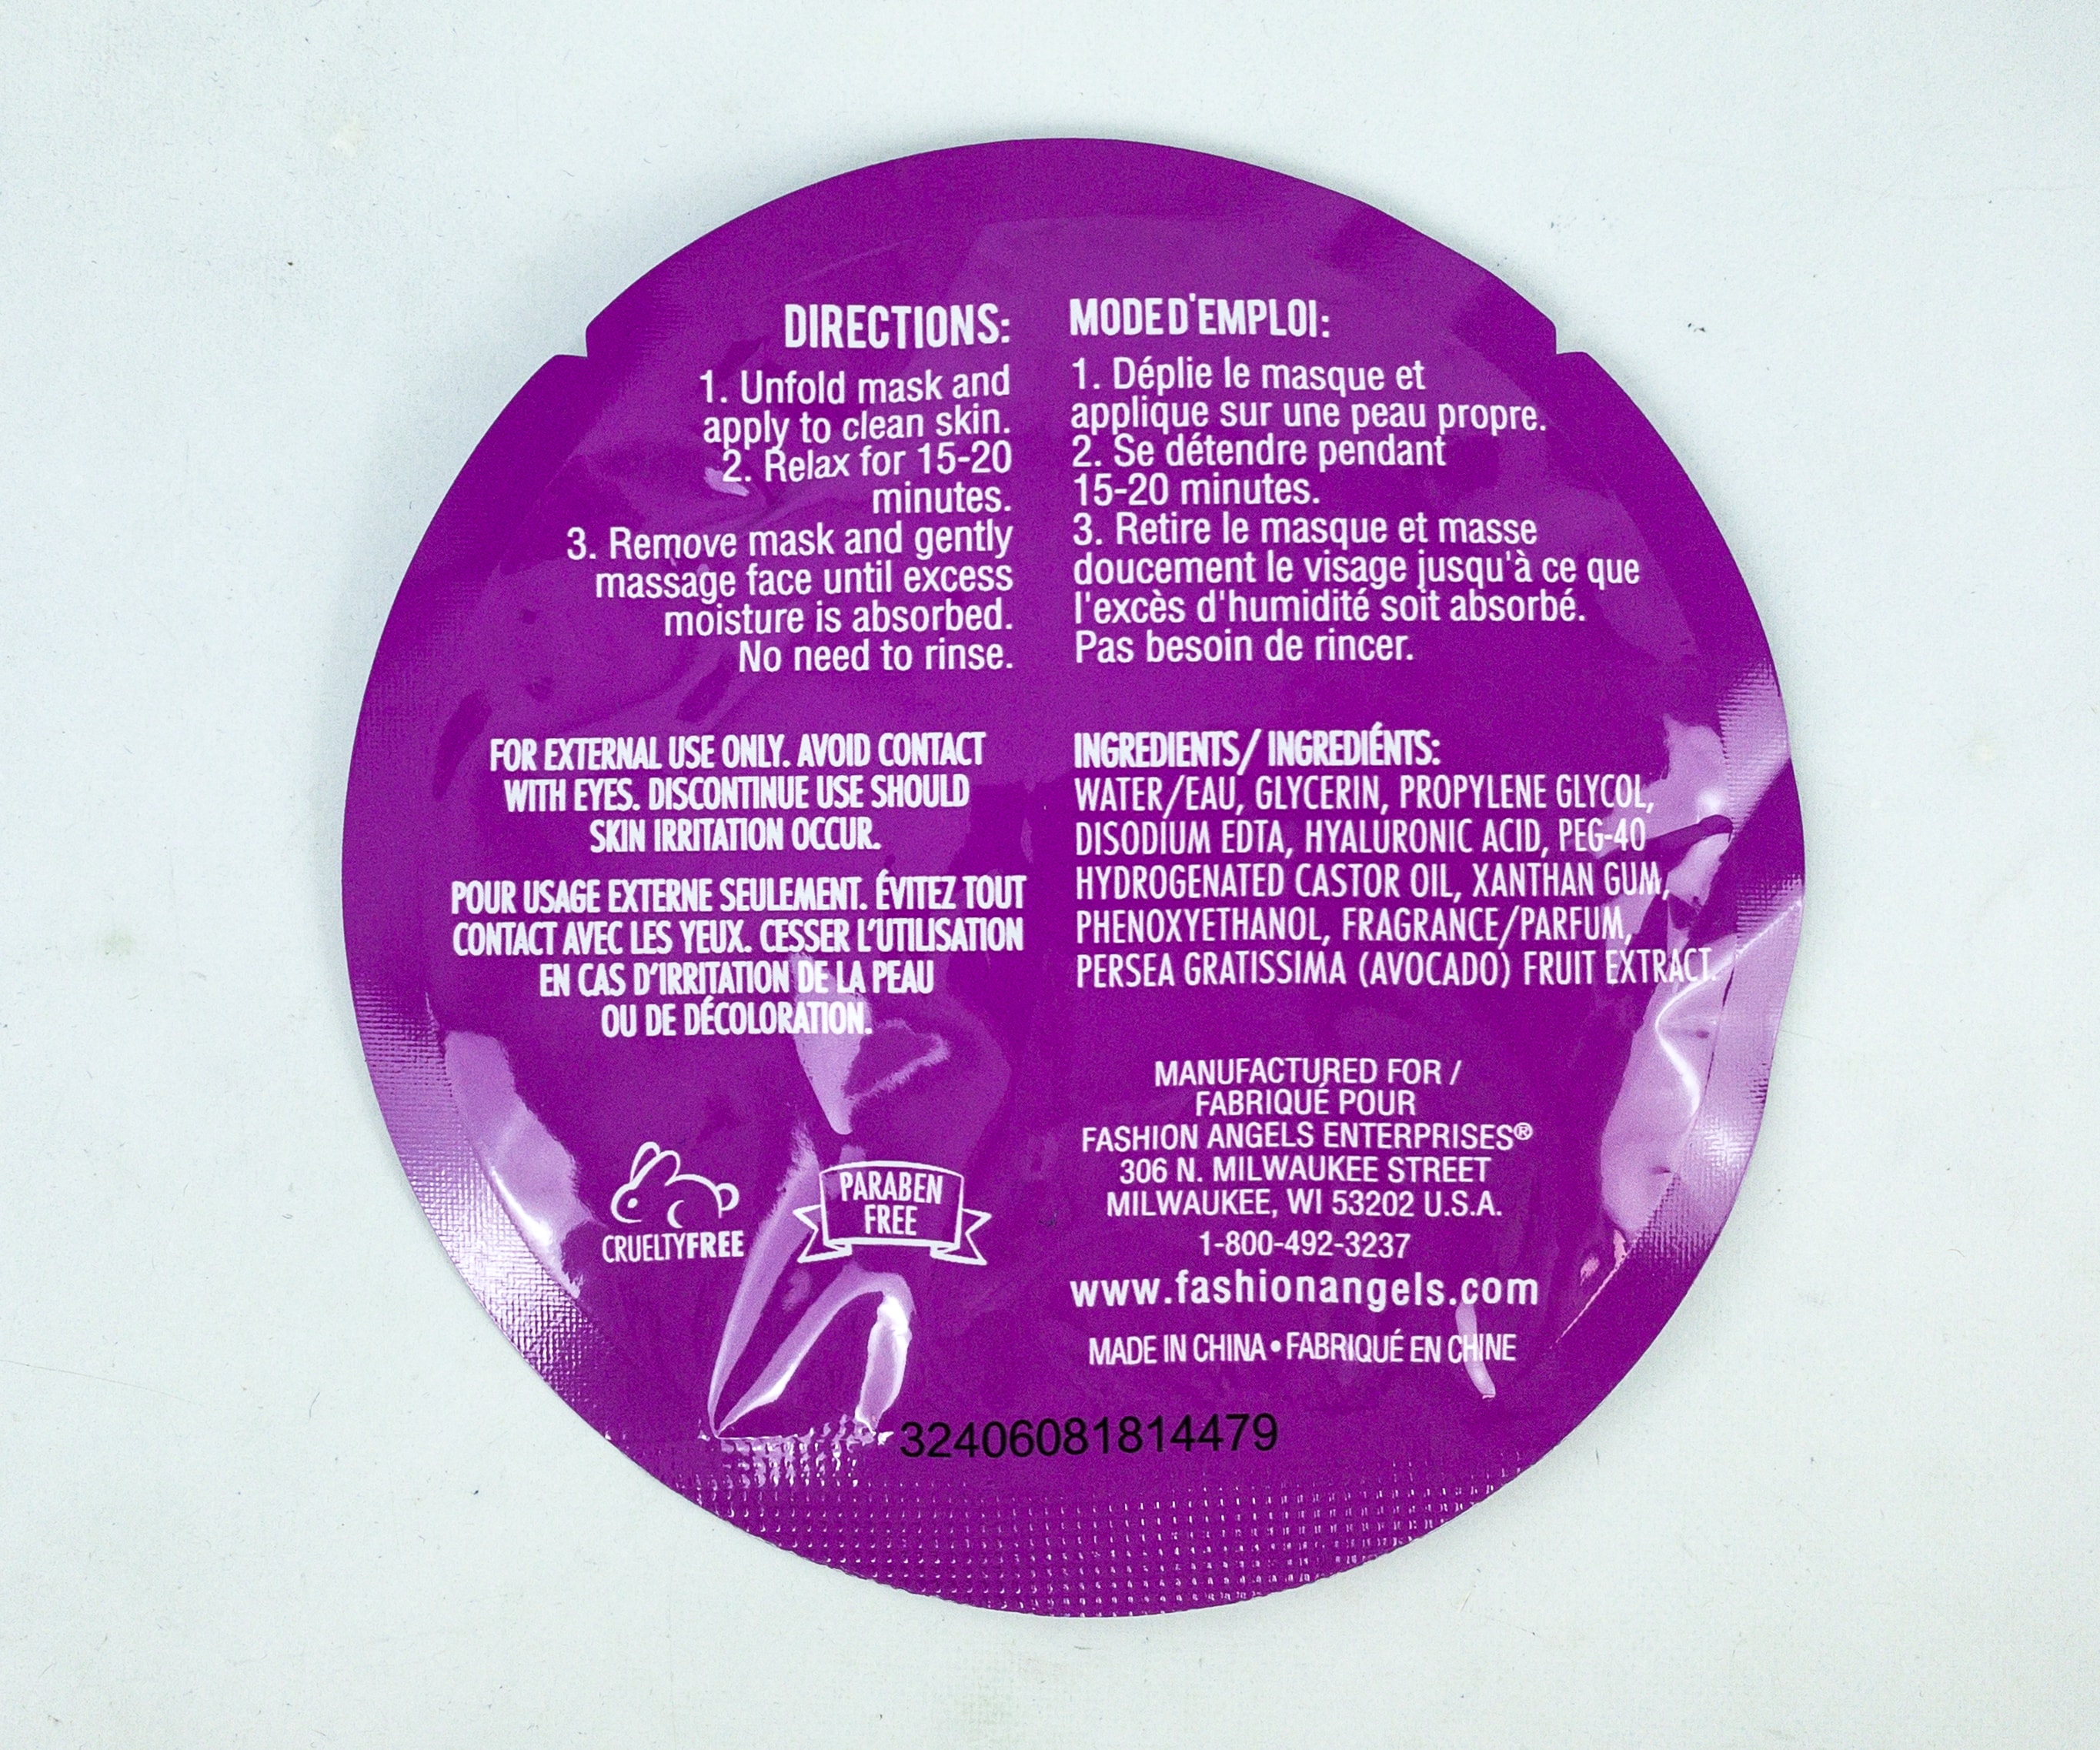 DIRECTIONS:
1. Unfold mask and
apply to clean skin.
2. Relax for 15-20
minutes.
3. Remove mask and gently
massage face until excess
moisture is absorbed.
No need to rinse.
MODE D'EMPLOI:
1. Déplie le masque et
applique sur une peau propre.
2. Se détendre pendant
15-20 minutes.
3. Retire le masque et masse
doucement le visage jusqu'à ce que
l'excès d'humidité soit absorbé.
Pas besoin de rincer.
FOR EXTERNAL USE ONLY. AVOID CONTACT
WITH EYES. DISCONTINUE USE SHOULD
SKIN IRRITATION OCCUR.
POUR USAGE EXTERNE SEULEMENT. ÉVITEZ TOUT
CONTACT AVEC LES YEUX. CESSER L'UTILISATION
EN CAS D'IRRITATION DE LA PEAU
OU DE DÉCOLORATION.
INGREDIENTS/ INGREDIÉNTS:
WATER/EAU, GLYCERIN, PROPYLENE GLYCOL,
DISODIUM EDTA, HYALURONIC ACID, PEG-40
HYDROGENATED CASTOR OIL, XANTHAN GUM,
PHENOXYETHANOL, FRAGRANCE/PARFUM,
PERSEA GRATISSIMA (AVOCADO) FRUIT EXTRACT.
CRUELTYFREE
PARABEN
FREE
MANUFACTURED FOR /
FABRIQUÉ POUR
FASHION ANGELS ENTERPRISES®
306 N. MILWAUKEE STREET
MILWAUKEE, WI 53202 U.S.A.
1-800-492-3237
www.fashionangels.com
MADE IN CHINA • FABRIQUÉ EN CHINE
32406081814479